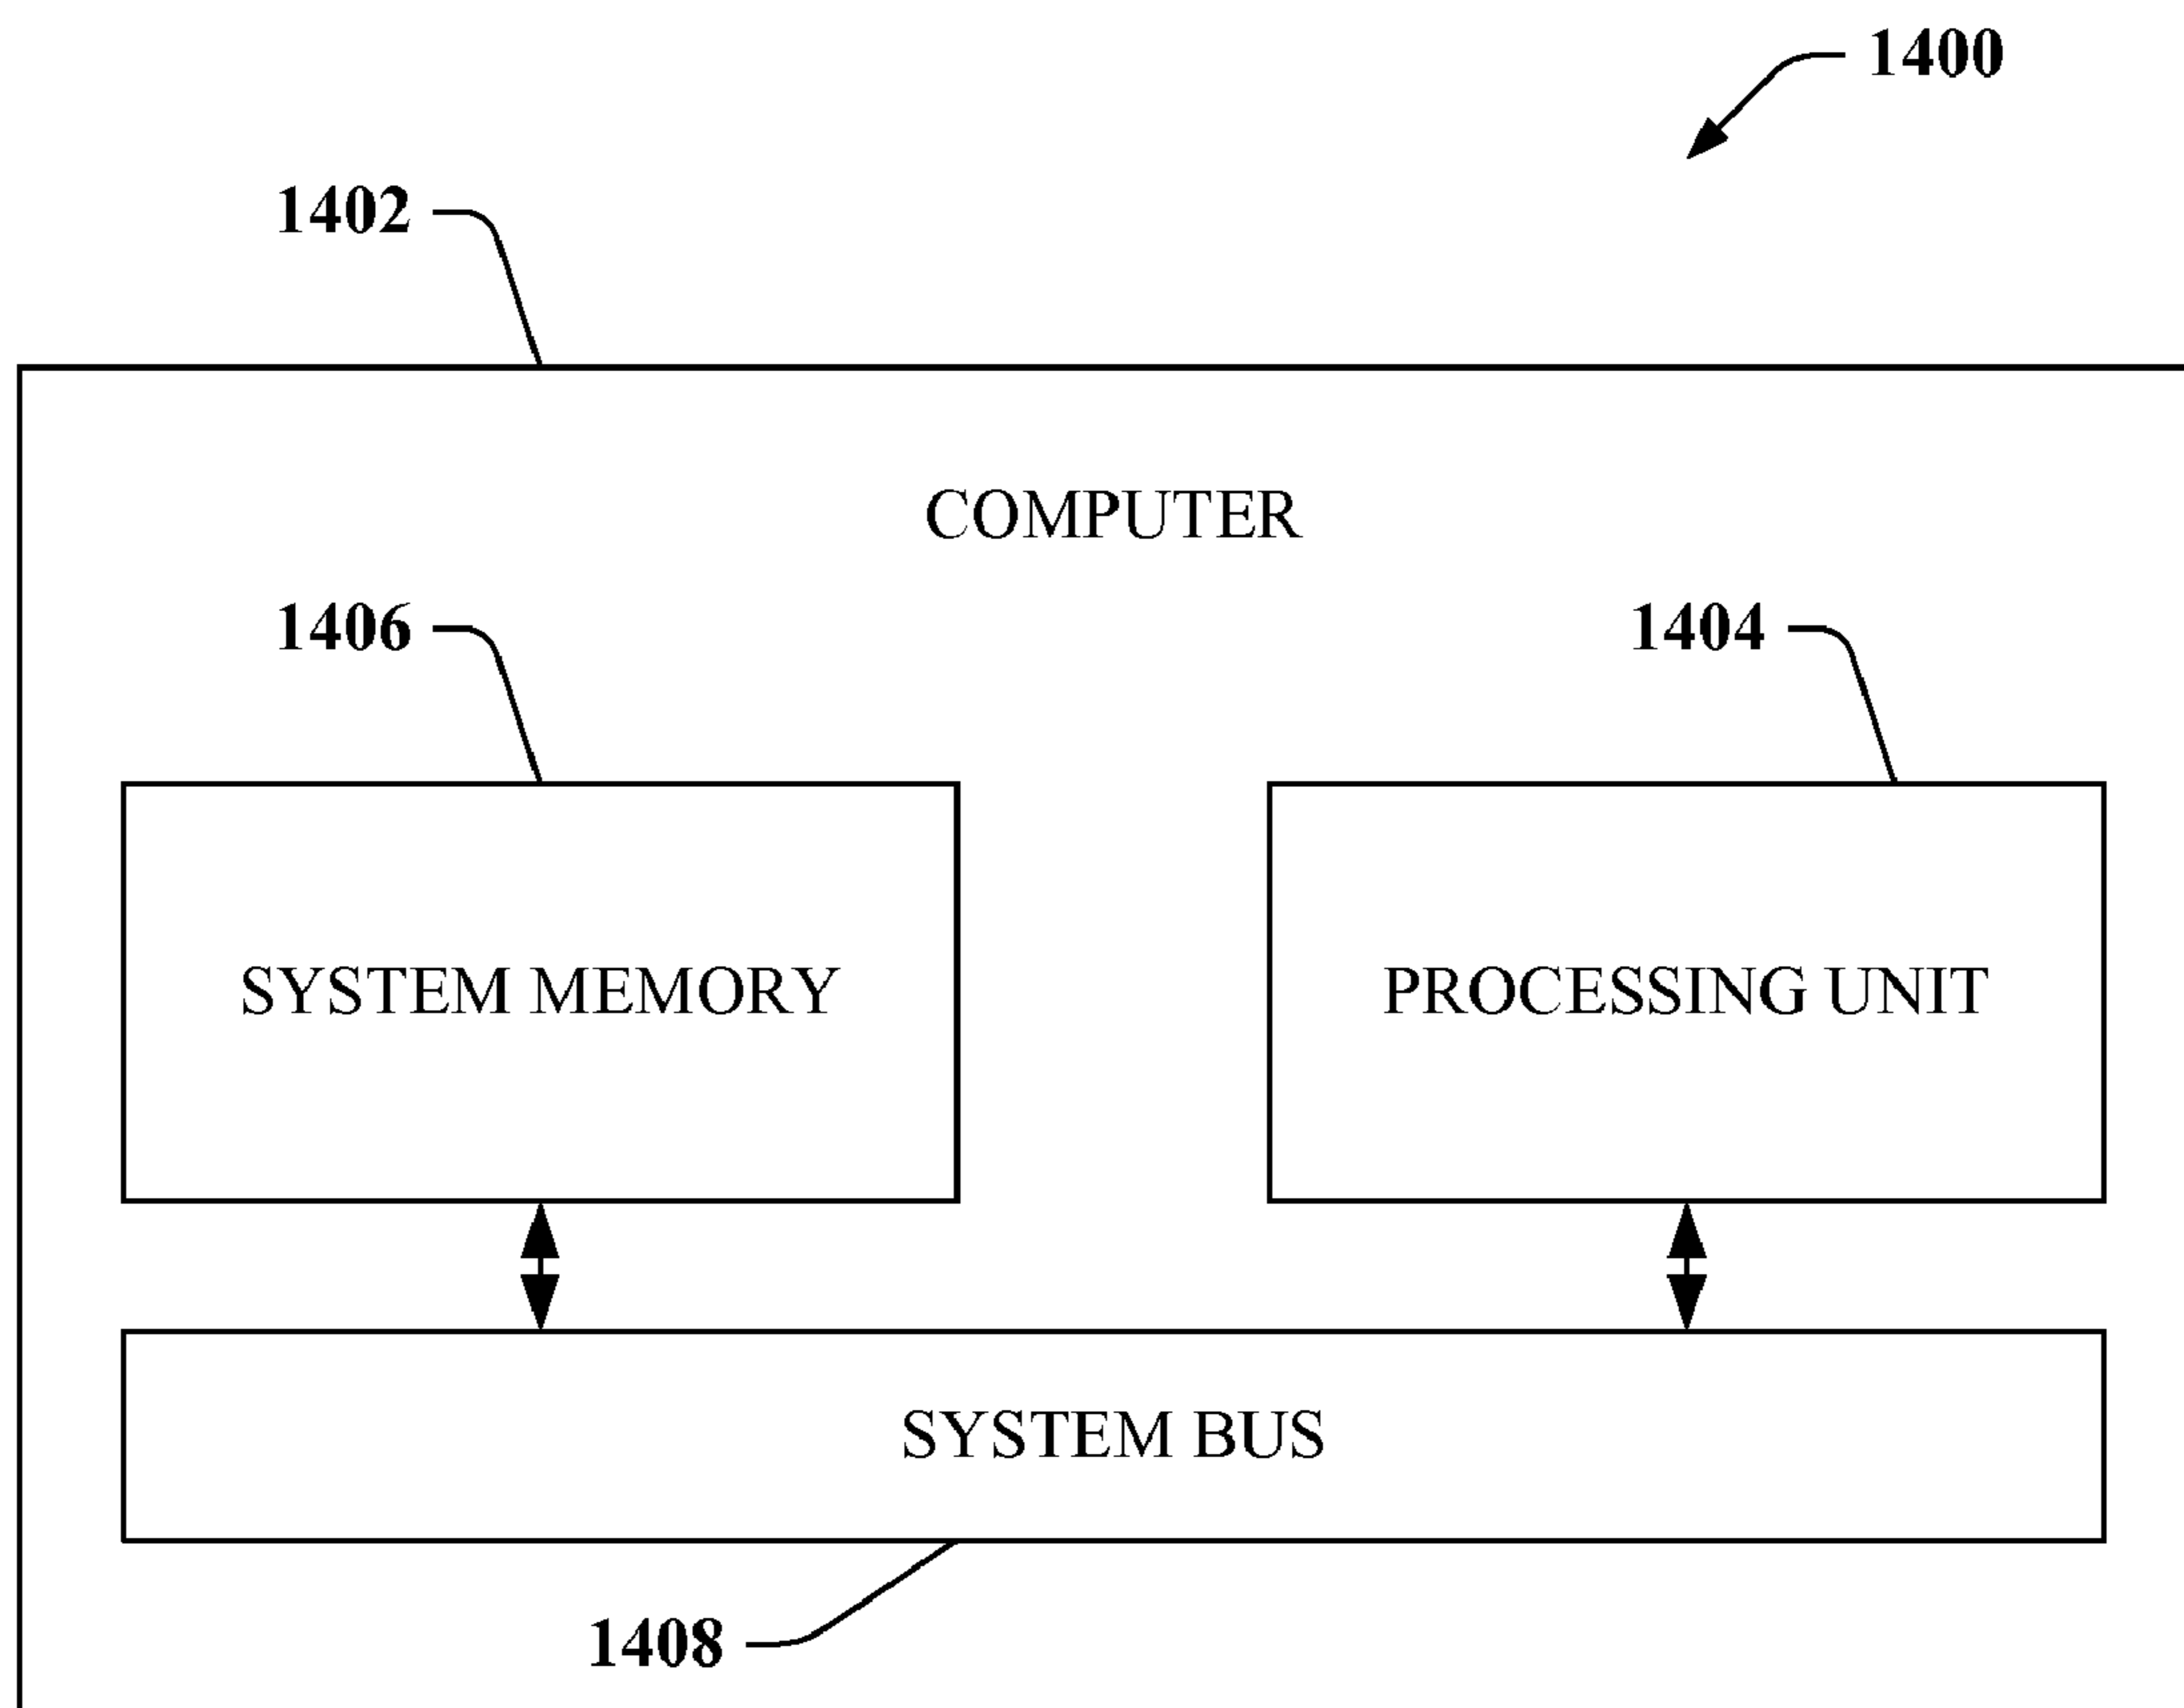 1400
1402
COMPUTER
1406
1404
SYSTEM MEMORY
PROCESSING UNIT
SYSTEM BUS
1408